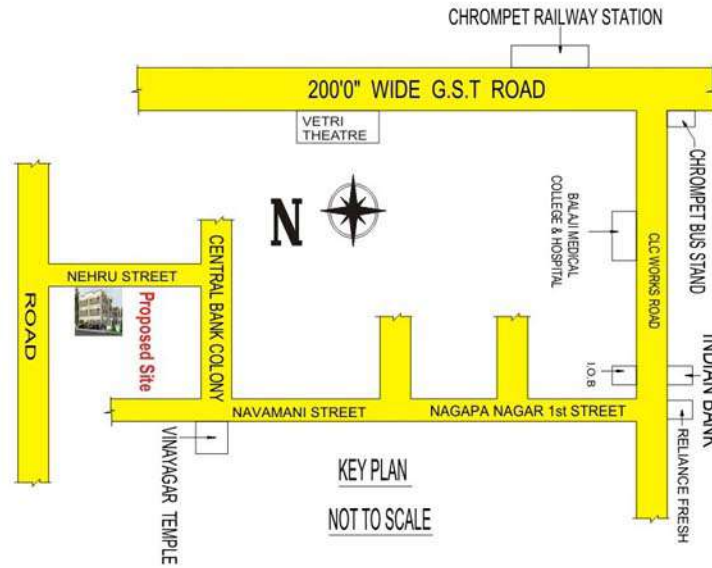 CHROMPET RAILWAY STATION
200'0" WIDE G.S.T ROAD
VETRI
THEATRE
CHROMPET BUS STAND
N
BALAJI MEDICAL
COLLEGE & HOSPITAL
CLC WORKS ROAD
NEHRU STREET
CENTRAL BANK COLONY
Proposed Site
ROAD
I.O.B
INDIAN BANK
NAVAMANI STREET
NAGAPA NAGAR 1st STREET
RELIANCE FRESH
VINAYAGAR TEMPLE
KEY PLAN
NOT TO SCALE